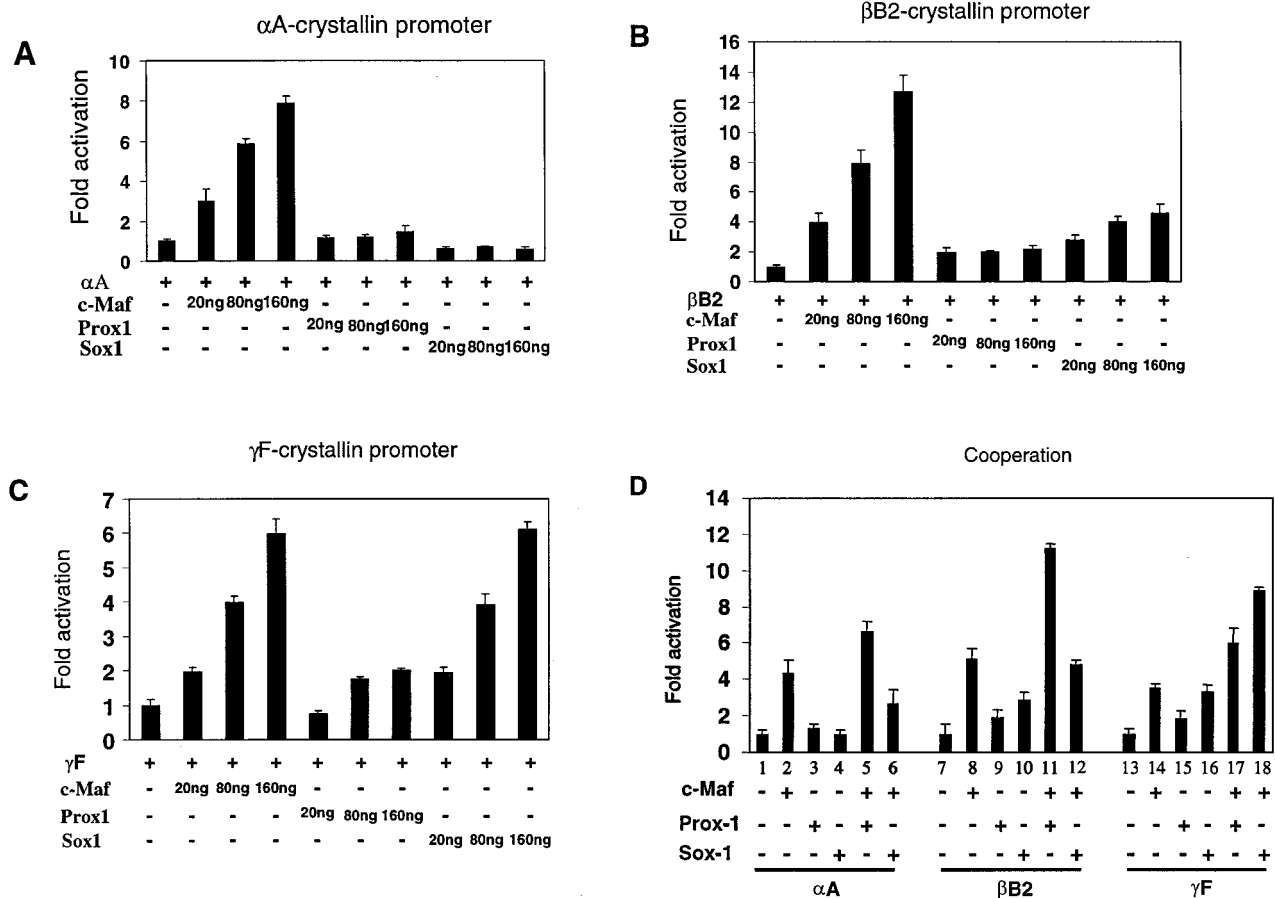 A
αA-crystallin promoter
Fold activation
10
8
6
4
2
0
αA + + + + + + + + + +
c-Maf - 20ng 80ng 160ng - - - - - -
Prox1 - - - - 20ng 80ng 160ng - - -
Sox1 - - - - - - - 20ng 80ng 160ng
B
βB2-crystallin promoter
Fold activation
16
14
12
10
8
6
4
2
0
βB2 + + + + + + + + + +
c-Maf - 20ng 80ng 160ng - - - - - -
Prox1 - - - - 20ng 80ng 160ng - - -
Sox1 - - - - - - - 20ng 80ng 160ng
C
γF-crystallin promoter
Fold activation
7
6
5
4
3
2
1
0
γF + + + + + + + + + +
c-Maf - 20ng 80ng 160ng - - - - - -
Prox1 - - - - 20ng 80ng 160ng - - -
Sox1 - - - - - - - 20ng 80ng 160ng
D
Cooperation
Fold activation
14
12
10
8
6
4
2
0
1 2 3 4 5 6 7 8 9 10 11 12 13 14 15 16 17 18
c-Maf - + - - + + - + - - + + - + - - + +
Prox-1 - - + - + - - - + - + - - - + - + -
Sox-1 - - - + - + - - - + - + - - - + - +
αA βB2 γF